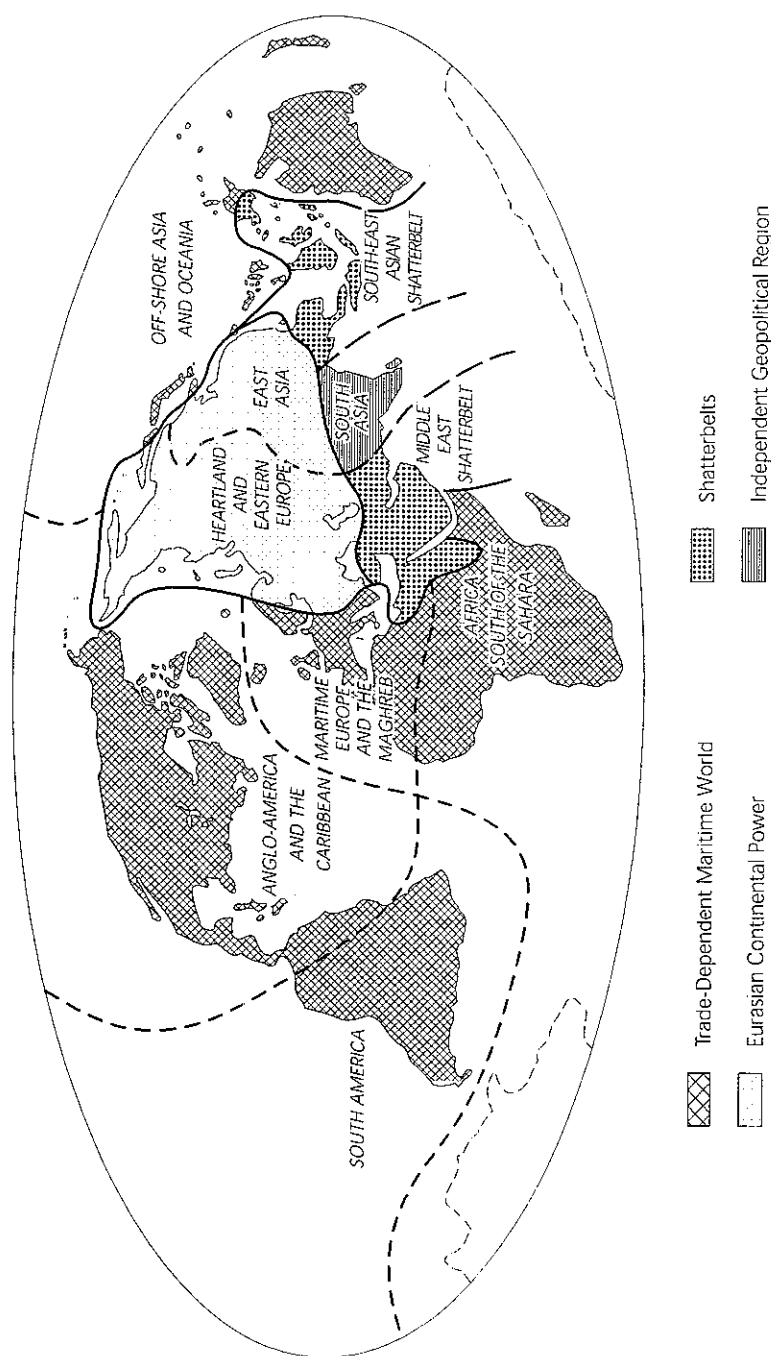 OFF-SHORE ASIA
AND OCEANIA
HEARTLAND
AND
EASTERN
EUROPE
EAST
ASIA
SOUTH-EAST
ASIAN
SHATTERBELT
SOUTH
ASIA
MIDDLE
EAST
SHATTERBELT
ANGLO-AMERICA
AND THE
CARIBBEAN
MARITIME
EUROPE
AND THE
MAGHREB
AFRICA
SOUTH OF THE
SAHARA
SOUTH AMERICA
Trade-Dependent Maritime World
Eurasian Continental Power
Shatterbelts
Independent Geopolitical Region